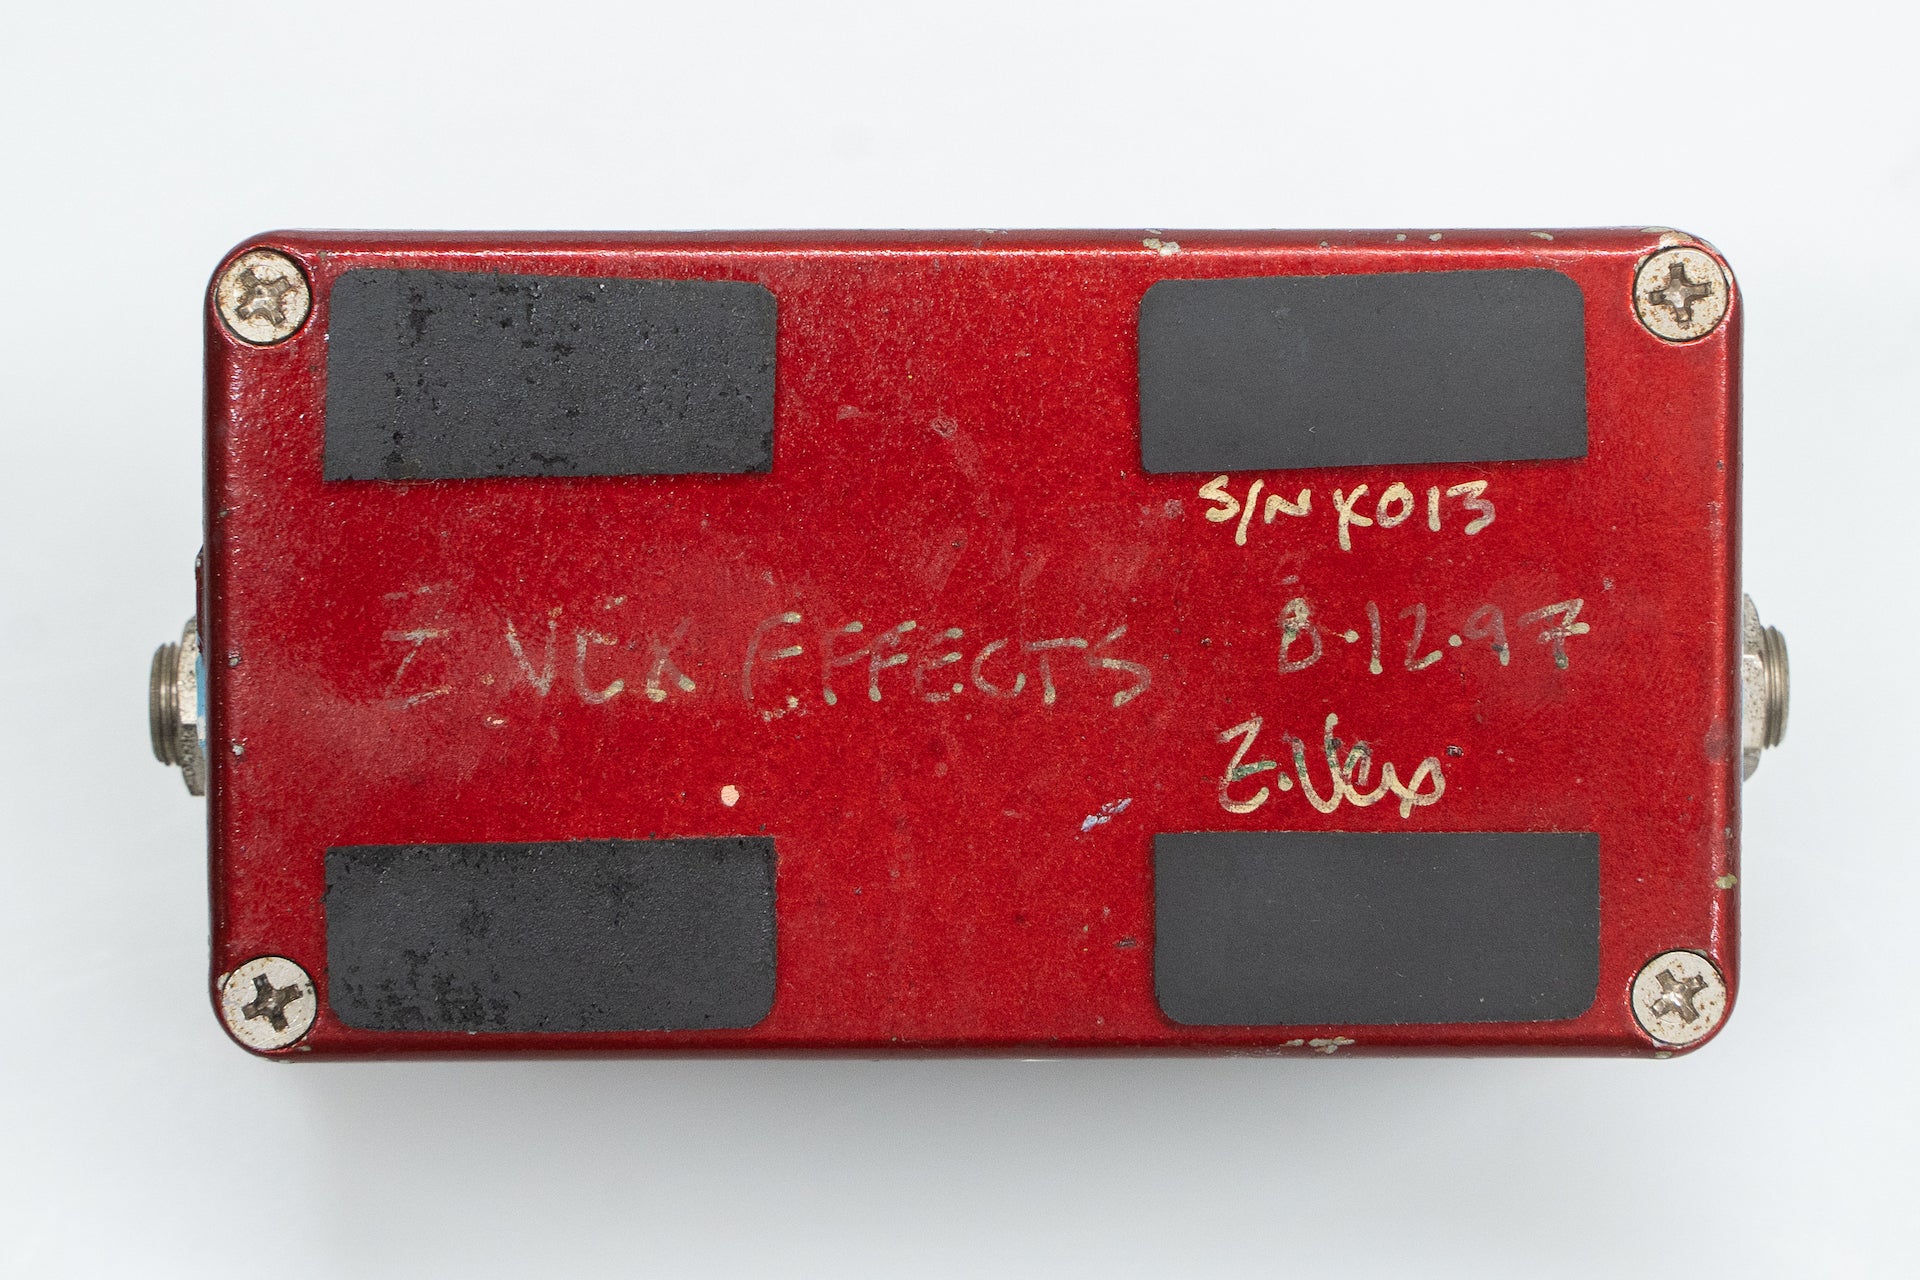 S/N X013
Z.VEX EFFECTS
8.12.97
Z.Vex